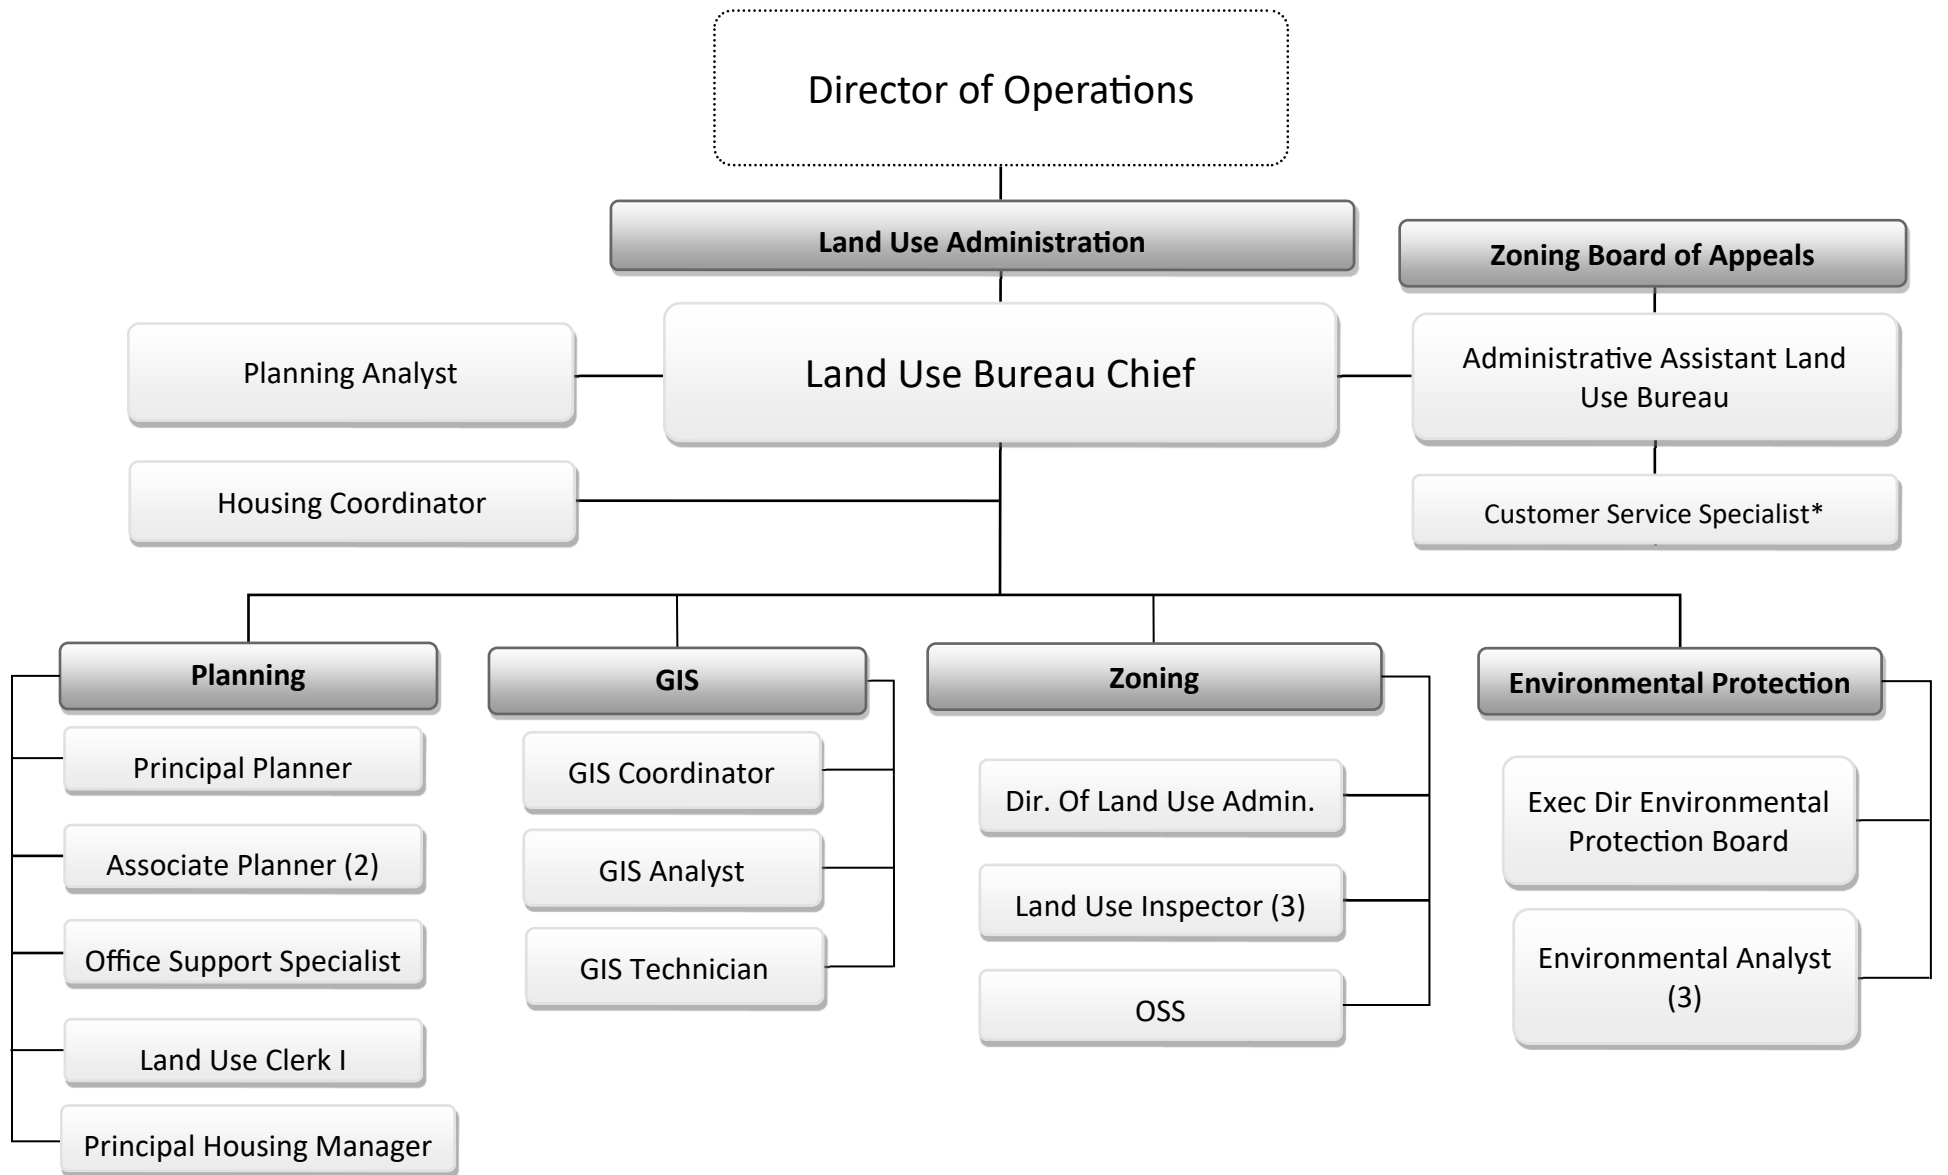 Director of Operations
Land Use Administration
Zoning Board of Appeals
Planning Analyst
Land Use Bureau Chief
Administrative Assistant Land
Use Bureau
Housing Coordinator
Customer Service Specialist*
Planning
GIS
Zoning
Environmental Protection
Principal Planner
Associate Planner (2)
Office Support Specialist
Land Use Clerk I
Principal Housing Manager
GIS Coordinator
GIS Analyst
GIS Technician
Dir. Of Land Use Admin.
Land Use Inspector (3)
OSS
Exec Dir Environmental
Protection Board
Environmental Analyst
(3)